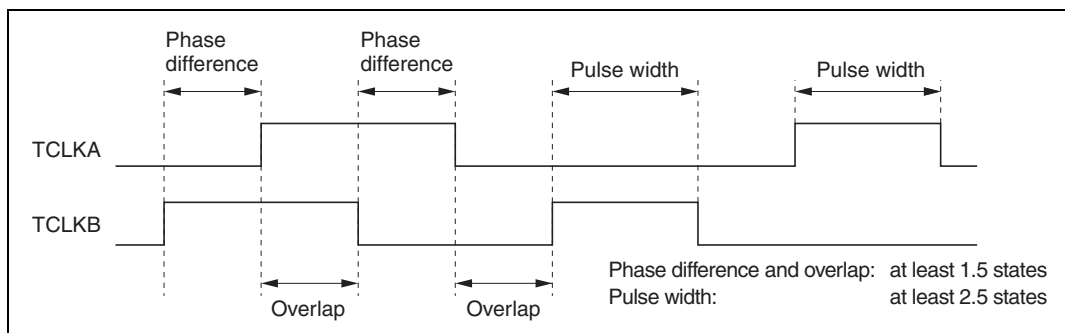 Phase
difference
Phase
difference
Pulse width
Pulse width
TCLKA
TCLKB
Overlap
Overlap
Phase difference and overlap: at least 1.5 states
Pulse width: at least 2.5 states